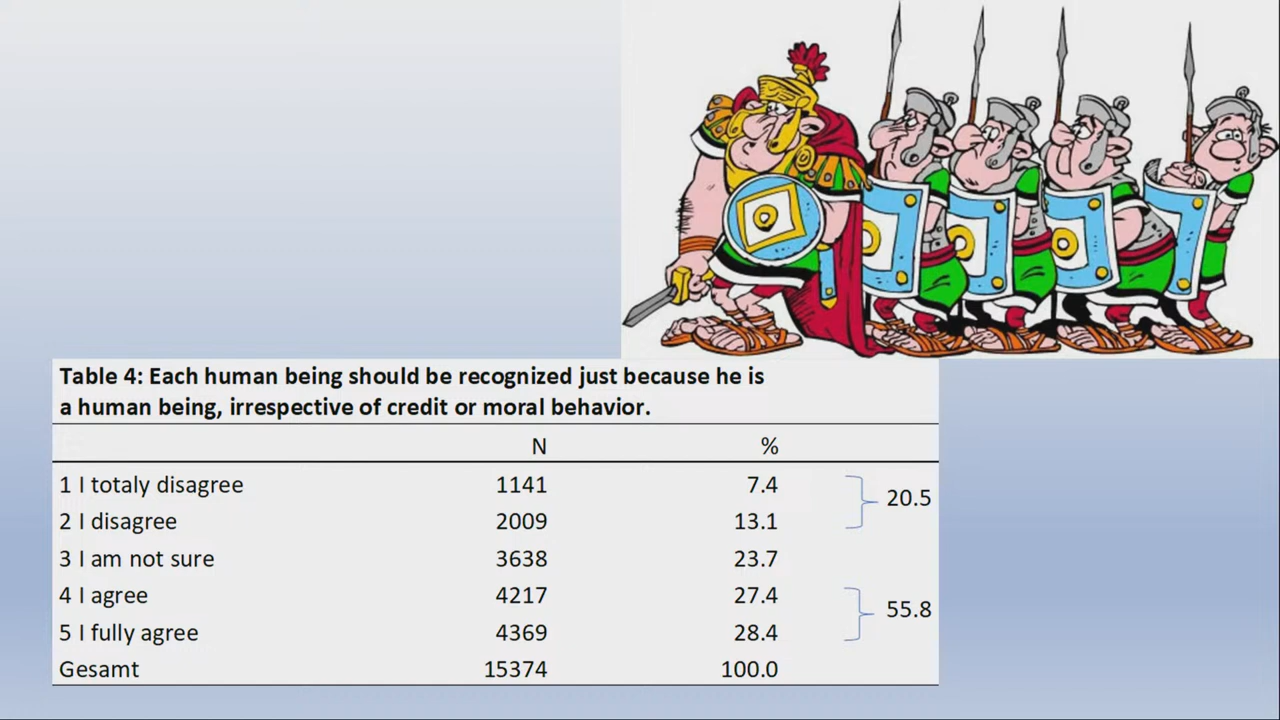 Table 4: Each human being should be recognized just because he is
a human being, irrespective of credit or moral behavior.
N %
1 I totaly disagree 1141 7.4
20.5
2 I disagree 2009 13.1
3 I am not sure 3638 23.7
4 I agree 4217 27.4
55.8
5 I fully agree 4369 28.4
Gesamt 15374 100.0